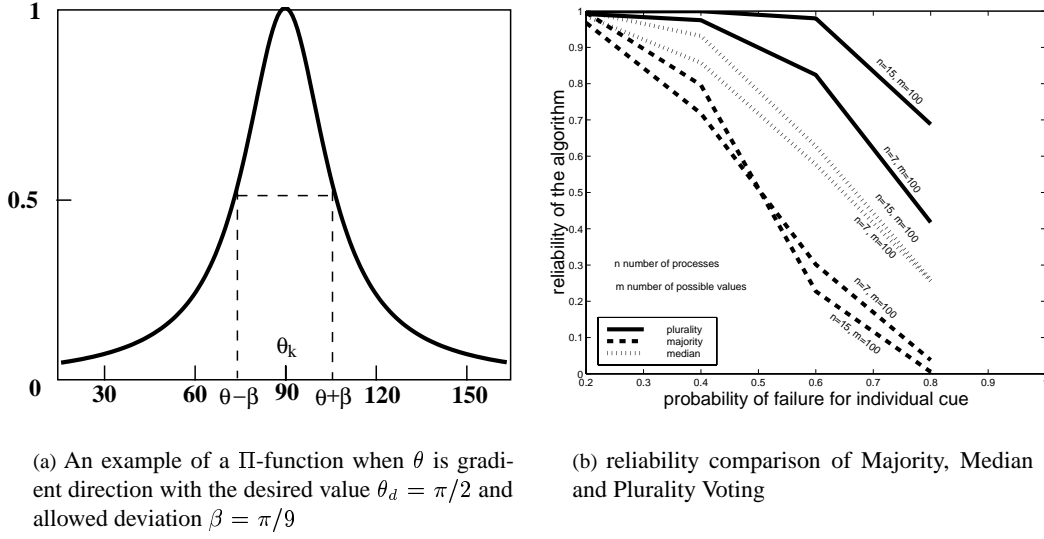 1
0.5
0
30
60
90
120
150
θ−β
θ+β
θk
(a) An example of a Π-function when θ is gradi-
ent direction with the desired value θd = π/2 and
allowed deviation β = π/9
reliability of the algorithm
1
0.9
0.8
0.7
0.6
0.5
0.4
0.3
0.2
0.1
0
0.2
0.3
0.4
0.5
0.6
0.7
0.8
0.9
1
n=15, m=100
n=7, m=100
n=15, m=100
n=7, m=100
n=7, m=100
n=15, m=100
n number of processes
m number of possible values
plurality
majority
median
probability of failure for individual cue
(b) reliability comparison of Majority, Median
and Plurality Voting